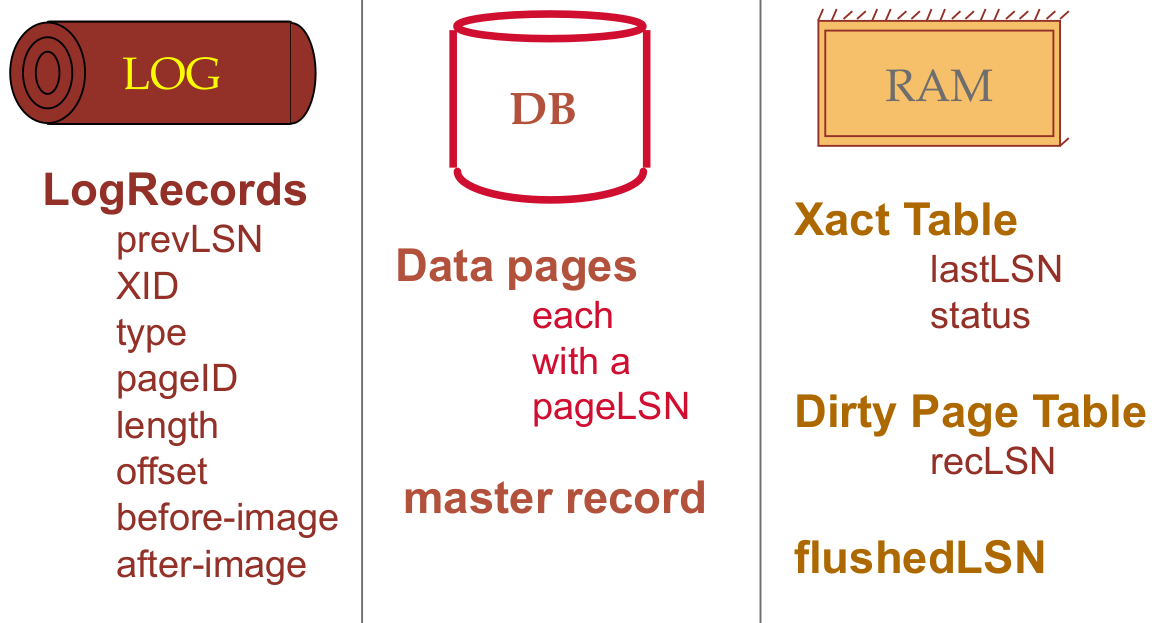 LOG
LogRecords
prevLSN
XID
type
pageID
length
offset
before-image
after-image
DB
Data pages
each
with a
pageLSN
master record
RAM
Xact Table
lastLSN
status
Dirty Page Table
recLSN
flushedLSN